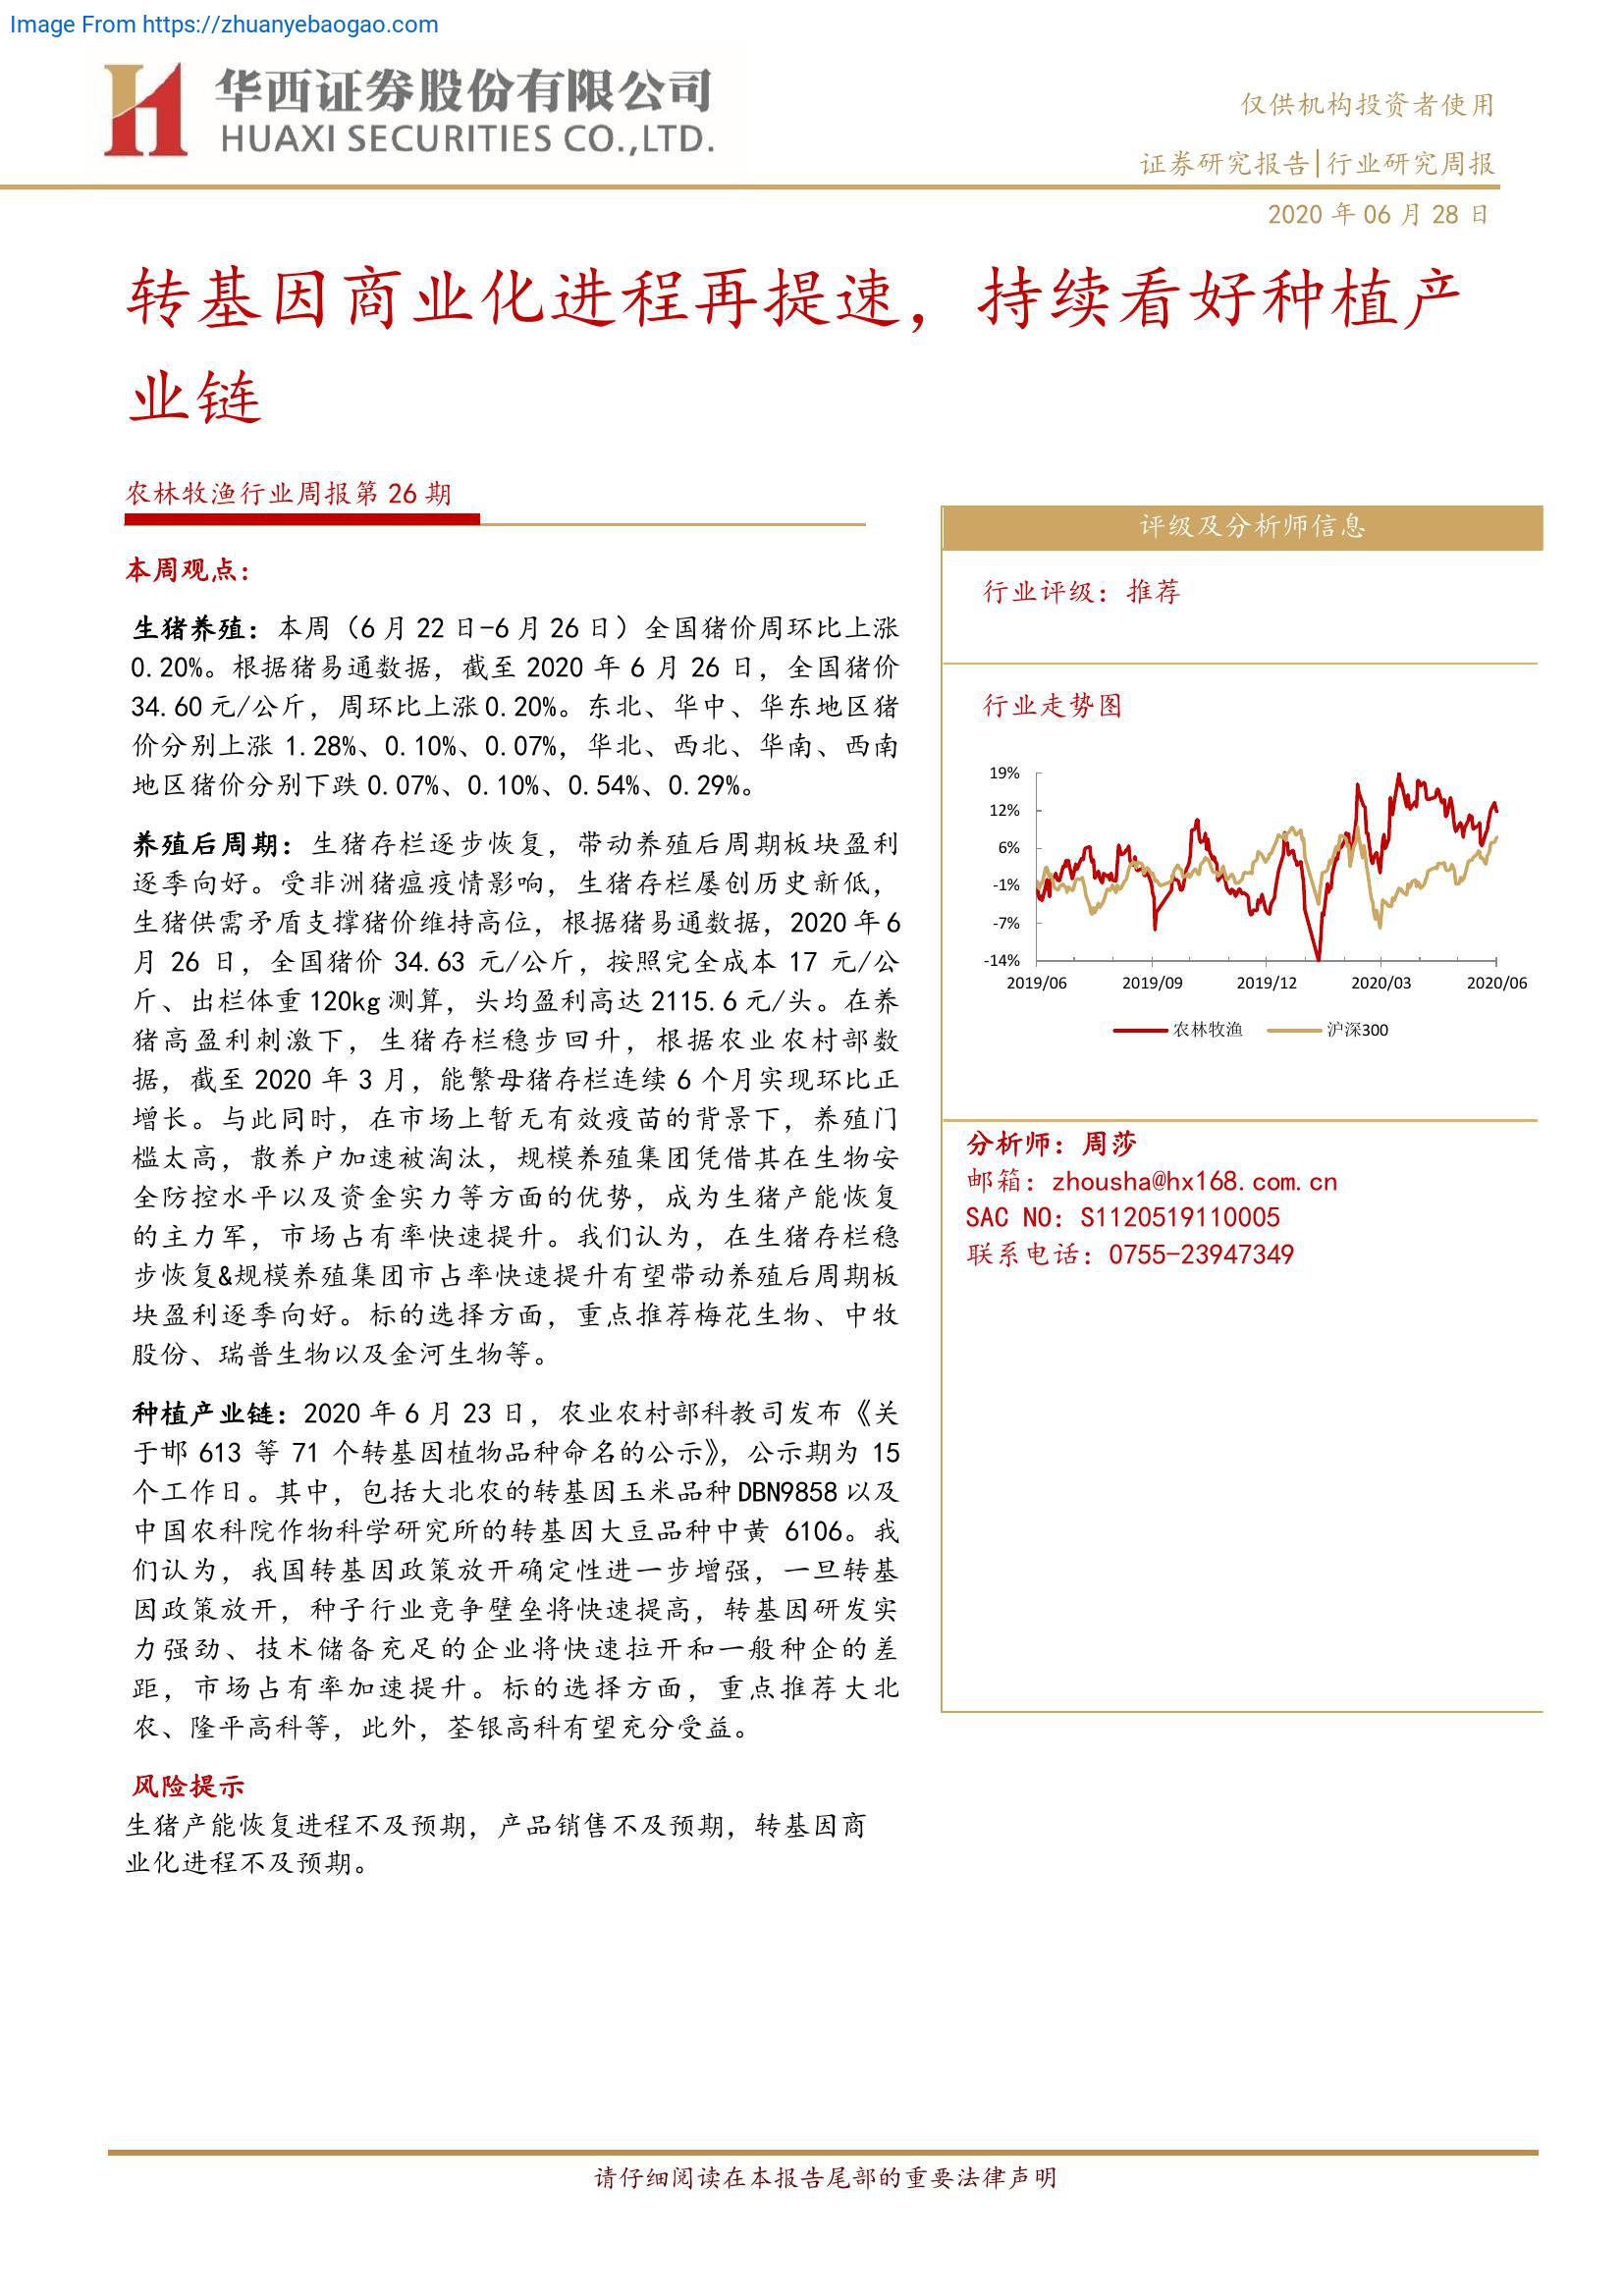 Image From https://zhuanyebaogao.com
华西证券股份有限公司
HUAXI SECURITIES CO.,LTD.
仅供机构投资者使用
证券研究报告|行业研究周报
2020 年 06 月 28 日
转基因商业化进程再提速，持续看好种植产
业链
农林牧渔行业周报第 26 期
本周观点：
生猪养殖：本周（6 月 22 日-6 月 26 日）全国猪价周环比上涨
0.20%。根据猪易通数据，截至 2020 年 6 月 26 日，全国猪价
34.60 元/公斤，周环比上涨 0.20%。东北、华中、华东地区猪
价分别上涨 1.28%、0.10%、0.07%，华北、西北、华南、西南
地区猪价分别下跌 0.07%、0.10%、0.54%、0.29%。
养殖后周期：生猪存栏逐步恢复，带动养殖后周期板块盈利
逐季向好。受非洲猪瘟疫情影响，生猪存栏屡创历史新低，
生猪供需矛盾支撑猪价维持高位，根据猪易通数据，2020 年 6
月 26 日，全国猪价 34.63 元/公斤，按照完全成本 17 元/公
斤、出栏体重 120kg 测算，头均盈利高达 2115.6 元/头。在养
猪高盈利刺激下，生猪存栏稳步回升，根据农业农村部数
据，截至 2020 年 3 月，能繁母猪存栏连续 6 个月实现环比正
增长。与此同时，在市场上暂无有效疫苗的背景下，养殖门
槛太高，散养户加速被淘汰，规模养殖集团凭借其在生物安
全防控水平以及资金实力等方面的优势，成为生猪产能恢复
的主力军，市场占有率快速提升。我们认为，在生猪存栏稳
步恢复&规模养殖集团市占率快速提升有望带动养殖后周期板
块盈利逐季向好。标的选择方面，重点推荐梅花生物、中牧
股份、瑞普生物以及金河生物等。
种植产业链：2020 年 6 月 23 日，农业农村部科教司发布《关
于邯 613 等 71 个转基因植物品种命名的公示》，公示期为 15
个工作日。其中，包括大北农的转基因玉米品种 DBN9858 以及
中国农科院作物科学研究所的转基因大豆品种中黄 6106。我
们认为，我国转基因政策放开确定性进一步增强，一旦转基
因政策放开，种子行业竞争壁垒将快速提高，转基因研发实
力强劲、技术储备充足的企业将快速拉开和一般种企的差
距，市场占有率加速提升。标的选择方面，重点推荐大北
农、隆平高科等，此外，荃银高科有望充分受益。
风险提示
生猪产能恢复进程不及预期，产品销售不及预期，转基因商
业化进程不及预期。
评级及分析师信息
行业评级：推荐
行业走势图
19%
12%
6%
-1%
-7%
-14%
2019/06 2019/09 2019/12 2020/03 2020/06
农林牧渔 沪深300
分析师：周莎
邮箱：zhousha@hx168.com.cn
SAC NO：S1120519110005
联系电话：0755-23947349
请仔细阅读在本报告尾部的重要法律声明